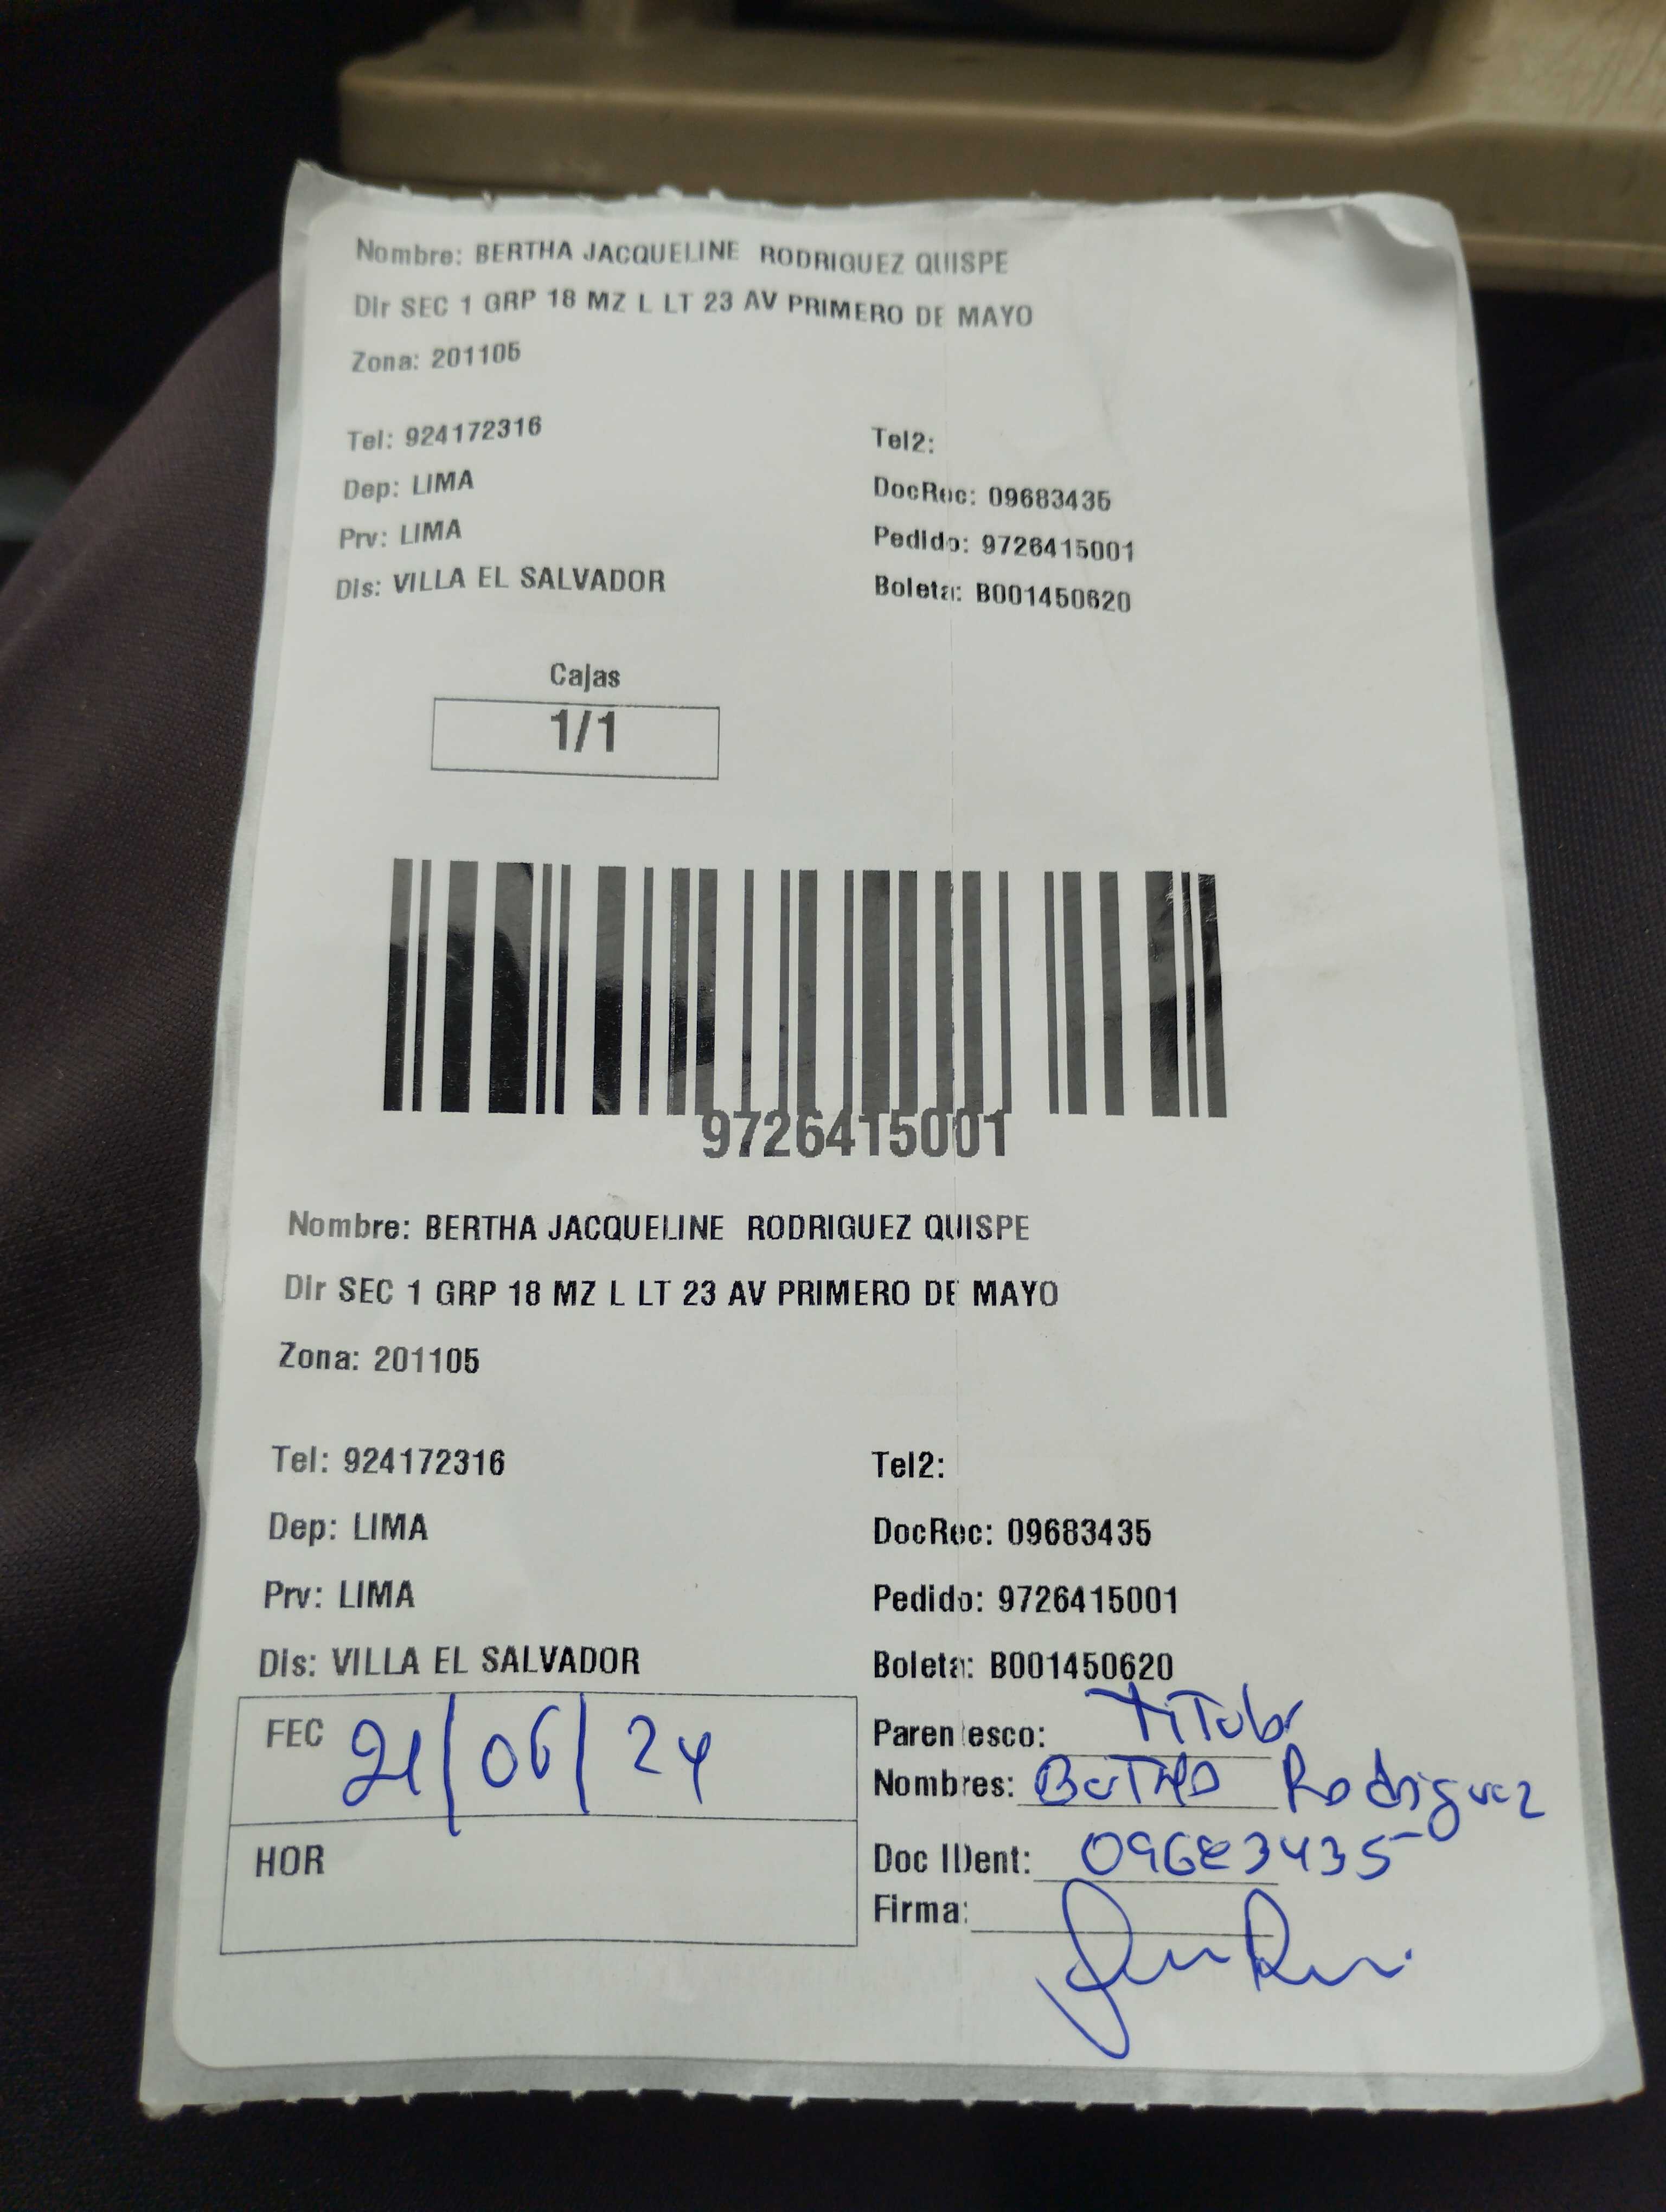 Nombre: BERTHA JACQUELINE RODRIGUEZ QUISPE
Dir SEC 1 GRP 18 MZ L LT 23 AV PRIMERO DE MAYO
Zona: 201105
Tel: 924172316 Tel2:
Dep: LIMA DocRec: 09683435
Prv: LIMA Pedido: 9726415001
Dis: VILLA EL SALVADOR Boleta: B001450620
Cajas
1/1
9726415001
Nombre: BERTHA JACQUELINE RODRIGUEZ QUISPE
Dir SEC 1 GRP 18 MZ L LT 23 AV PRIMERO DE MAYO
Zona: 201105
Tel: 924172316 Tel2:
Dep: LIMA DocRec: 09683435
Prv: LIMA Pedido: 9726415001
Dis: VILLA EL SALVADOR Boleta: B001450620
FEC 21/06/24
Parentesco: Titular
Nombres: Bertha Rodriguez
HOR
Doc IDent: 09683435
Firma: